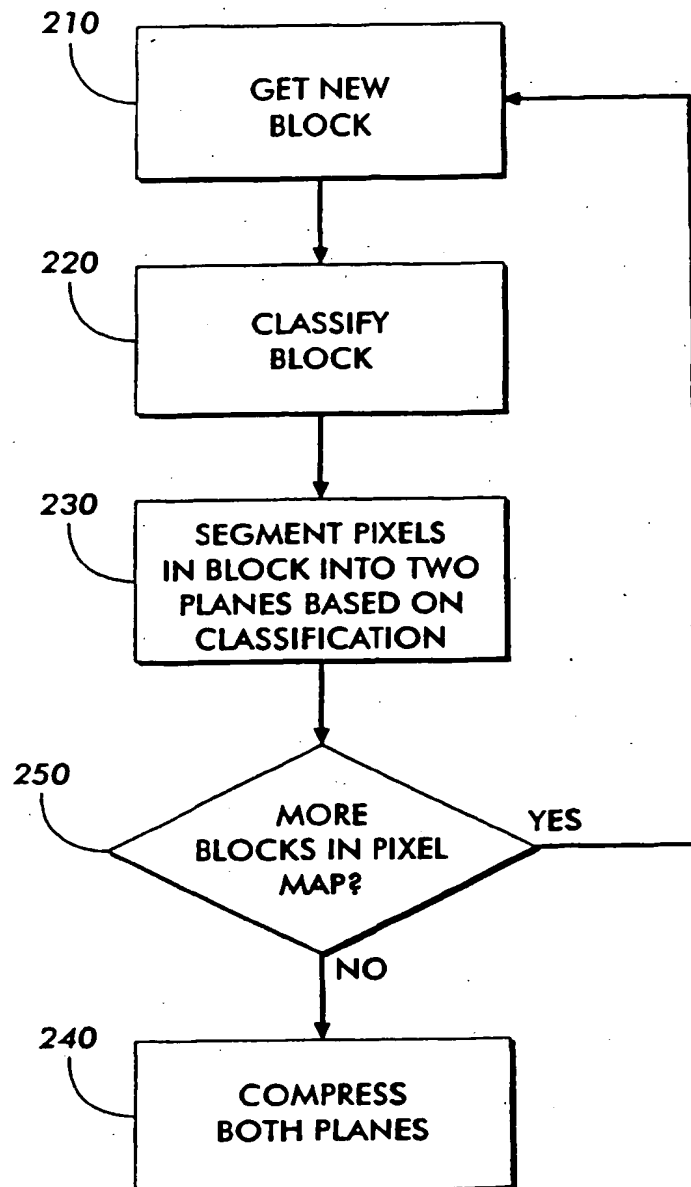 210
GET NEW
BLOCK
220
CLASSIFY
BLOCK
230
SEGMENT PIXELS
IN BLOCK INTO TWO
PLANES BASED ON
CLASSIFICATION
250
MORE
BLOCKS IN PIXEL
MAP?
YES
NO
240
COMPRESS
BOTH PLANES